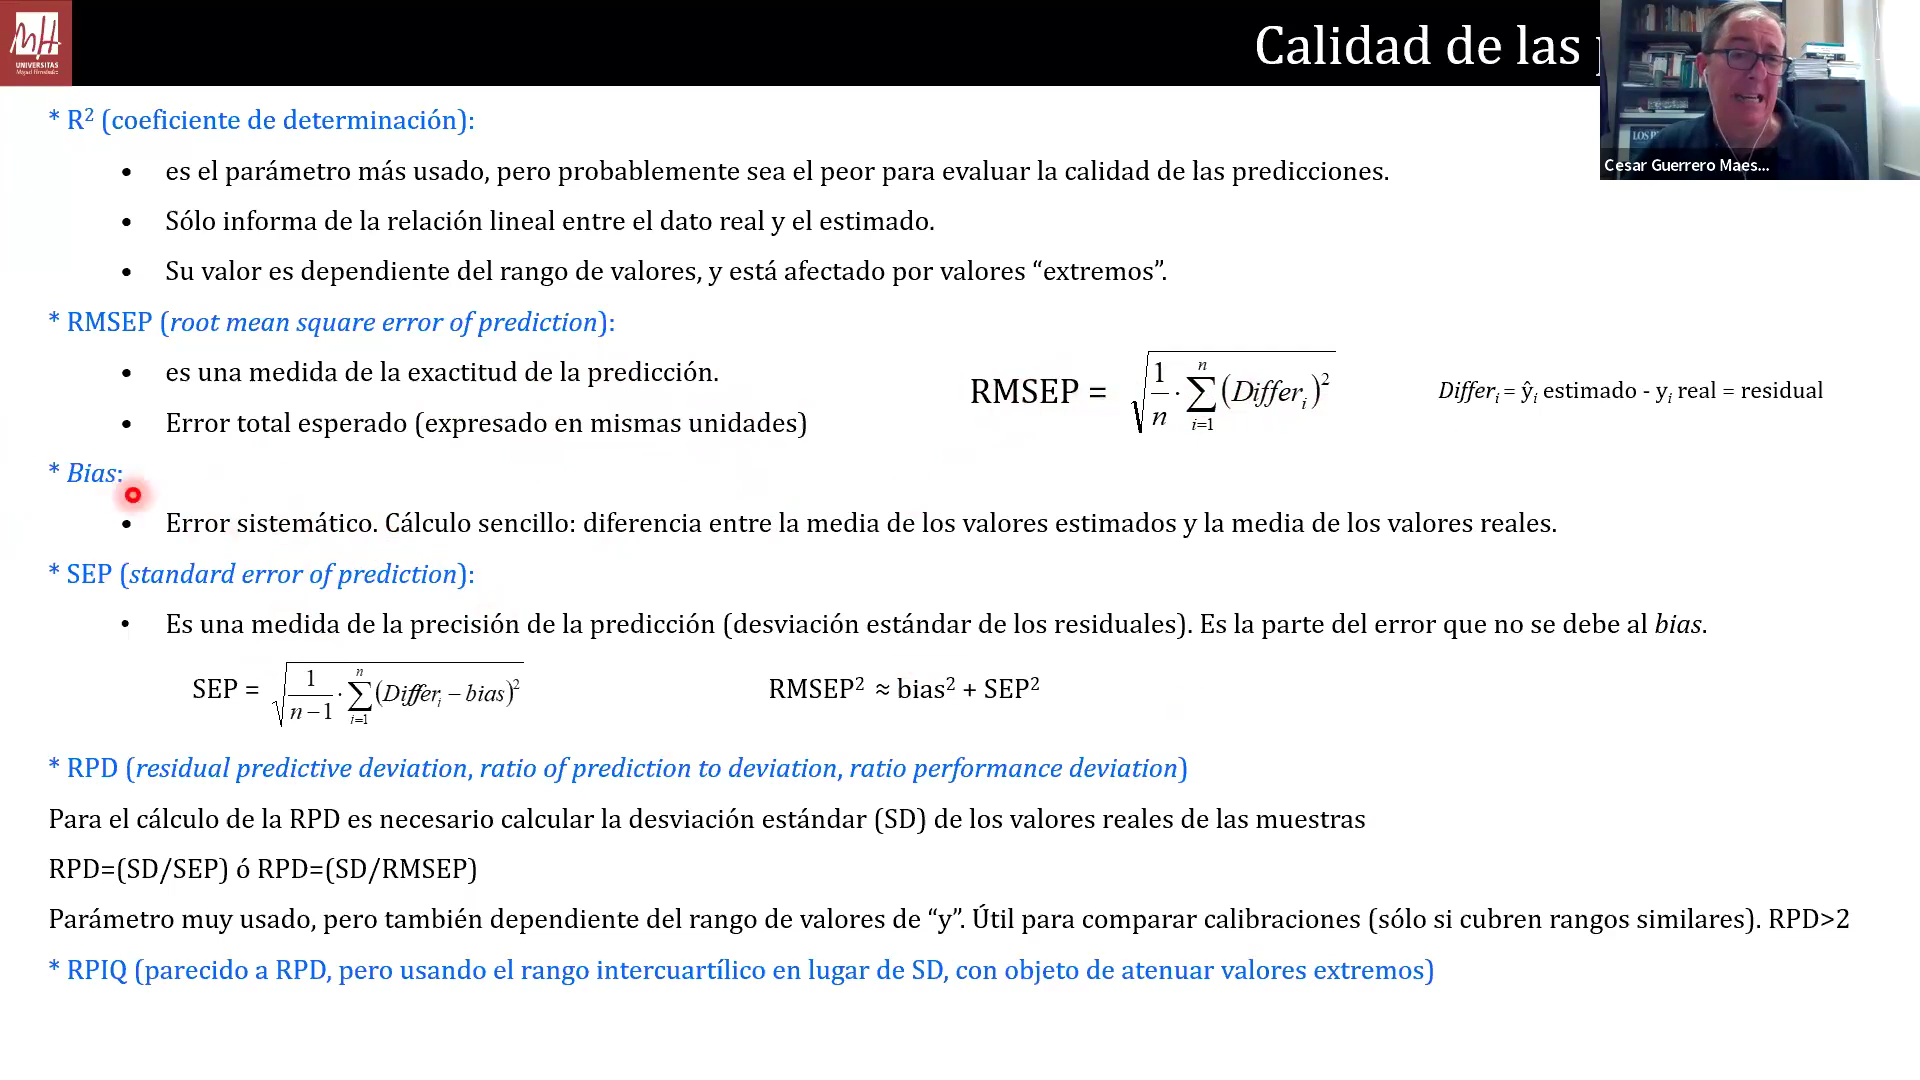 UNIVERSITAS
Miguel Hernández
Calidad de las
Cesar Guerrero Maes...
* R² (coeficiente de determinación):
• es el parámetro más usado, pero probablemente sea el peor para evaluar la calidad de las predicciones.
• Sólo informa de la relación lineal entre el dato real y el estimado.
• Su valor es dependiente del rango de valores, y está afectado por valores “extremos”.
* RMSEP (root mean square error of prediction):
• es una medida de la exactitud de la predicción.
• Error total esperado (expresado en mismas unidades)
RMSEP = √(1/n · ∑ᵢ₌₁ⁿ (Differᵢ)²)
Differᵢ = ŷᵢ estimado - yᵢ real = residual
* Bias:
• Error sistemático. Cálculo sencillo: diferencia entre la media de los valores estimados y la media de los valores reales.
* SEP (standard error of prediction):
• Es una medida de la precisión de la predicción (desviación estándar de los residuales). Es la parte del error que no se debe al bias.
SEP = √(1/(n−1) · ∑ᵢ₌₁ⁿ (Differᵢ − bias)²)
RMSEP² ≈ bias² + SEP²
* RPD (residual predictive deviation, ratio of prediction to deviation, ratio performance deviation)
Para el cálculo de la RPD es necesario calcular la desviación estándar (SD) de los valores reales de las muestras
RPD=(SD/SEP) ó RPD=(SD/RMSEP)
Parámetro muy usado, pero también dependiente del rango de valores de “y”. Útil para comparar calibraciones (sólo si cubren rangos similares). RPD>2
* RPIQ (parecido a RPD, pero usando el rango intercuartílico en lugar de SD, con objeto de atenuar valores extremos)